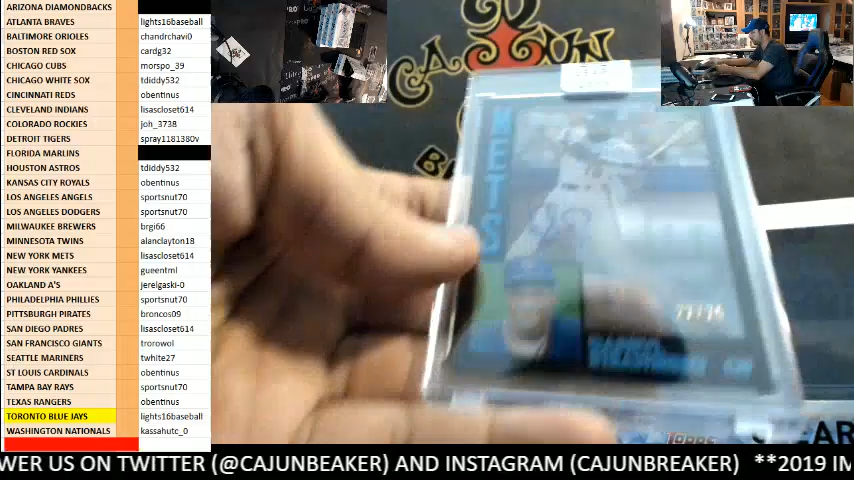 ARIZONA DIAMONDBACKS
ATLANTA BRAVES lights16baseball
BALTIMORE ORIOLES chandrchavi0
BOSTON RED SOX cardg32
CHICAGO CUBS morspo_39
CHICAGO WHITE SOX tdiddy532
CINCINNATI REDS obentinus
CLEVELAND INDIANS lisascloset614
COLORADO ROCKIES joh_3738
DETROIT TIGERS spray1181380v
FLORIDA MARLINS
HOUSTON ASTROS tdiddy532
KANSAS CITY ROYALS obentinus
LOS ANGELES ANGELS sportsnut70
LOS ANGELES DODGERS sportsnut70
MILWAUKEE BREWERS brgi66
MINNESOTA TWINS alanclayton18
NEW YORK METS lisascloset614
NEW YORK YANKEES gueentml
OAKLAND A'S jerelgaski-0
PHILADELPHIA PHILLIES sportsnut70
PITTSBURGH PIRATES broncos09
SAN DIEGO PADRES lisascloset614
SAN FRANCISCO GIANTS trorowol
SEATTLE MARINERS twhite27
ST LOUIS CARDINALS obentinus
TAMPA BAY RAYS sportsnut70
TEXAS RANGERS obentinus
TORONTO BLUE JAYS lights16baseball
WASHINGTON NATIONALS kassahutc_0
CAJUN
METS
TOPPS
EAR
WER US ON TWITTER (@CAJUNBEAKER) AND INSTAGRAM (CAJUNBREAKER) **2019 IM